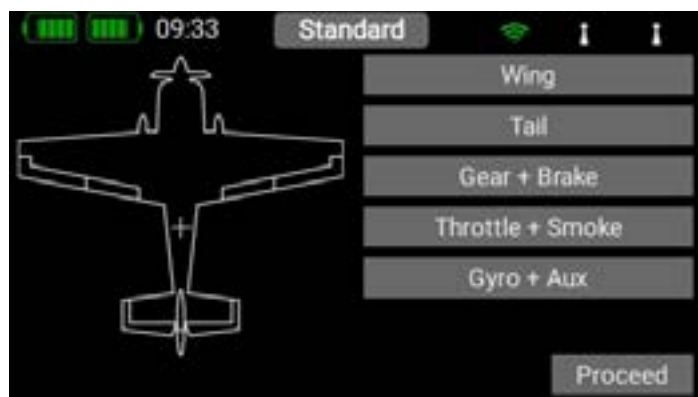 09:33
Standard
Wing
Tail
Gear + Brake
Throttle + Smoke
Gyro + Aux
Proceed